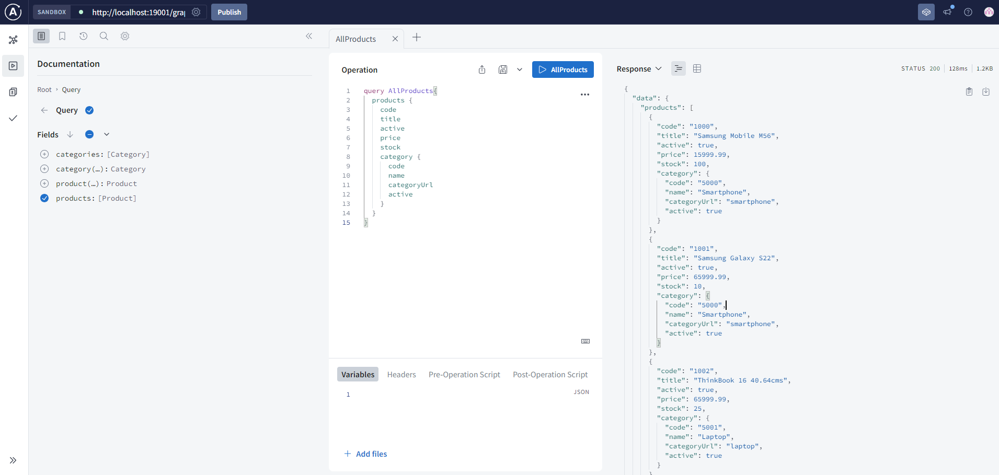 SANDBOX
http://localhost:19001/grap
Publish
Documentation
Root › Query
Query
Fields
categories: [Category]
category(…): Category
product(…): Product
products: [Product]
AllProducts
Operation
AllProducts
1 query AllProducts{
2 products {
3 code
4 title
5 active
6 price
7 stock
8 category {
9 code
10 name
11 categoryUrl
12 active
13 }
14 }
15 }
Variables
Headers
Pre-Operation Script
Post-Operation Script
1
JSON
Add files
Response
STATUS 200
128ms
1.2KB
{
"data": {
"products": [
{
"code": "1000",
"title": "Samsung Mobile M56",
"active": true,
"price": 15999.99,
"stock": 100,
"category": {
"code": "5000",
"name": "Smartphone",
"categoryUrl": "smartphone",
"active": true
}
},
{
"code": "1001",
"title": "Samsung Galaxy S22",
"active": true,
"price": 65999.99,
"stock": 10,
"category": {
"code": "5000",
"name": "Smartphone",
"categoryUrl": "smartphone",
"active": true
}
},
{
"code": "1002",
"title": "ThinkBook 16 40.64cms",
"active": true,
"price": 65999.99,
"stock": 25,
"category": {
"code": "5001",
"name": "Laptop",
"categoryUrl": "laptop",
"active": true
}
}